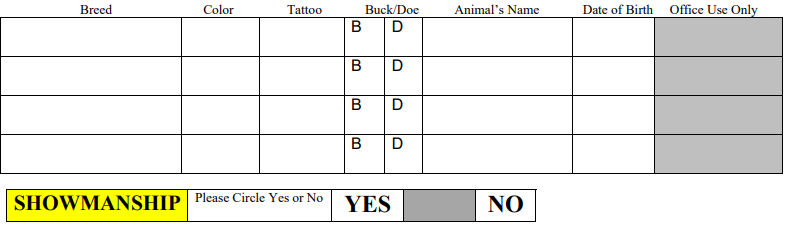 Breed Color Tattoo Buck/Doe Animal's Name Date of Birth Office Use Only
B D
B D
B D
B D
SHOWMANSHIP Please Circle Yes or No YES NO